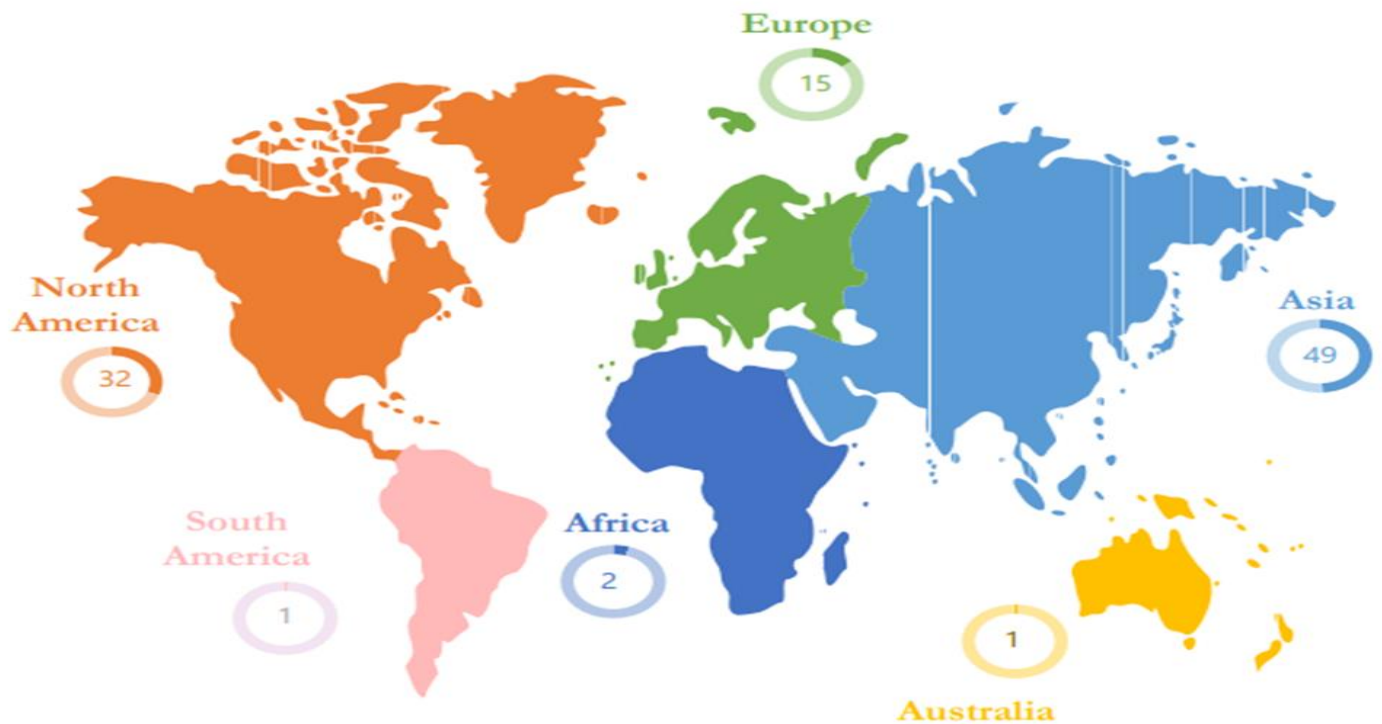 Europe
15
North
America
32
Asia
49
South
America
1
Africa
2
1
Australia